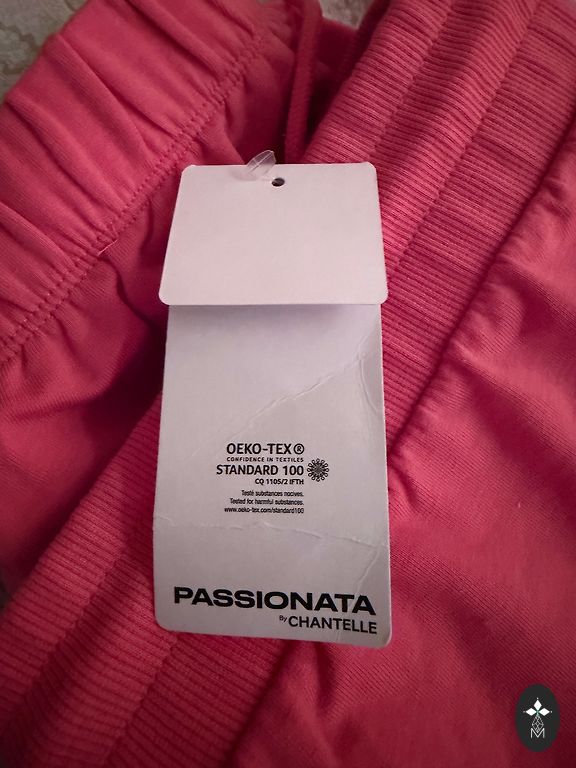 OEKO-TEX®
CONFIDENCE IN TEXTILES
STANDARD 100
CQ 1105/2 IFTH
Testé substances nocives.
Tested for harmful substances.
www.oeko-tex.com/standard100
PASSIONATA
By CHANTELLE
M